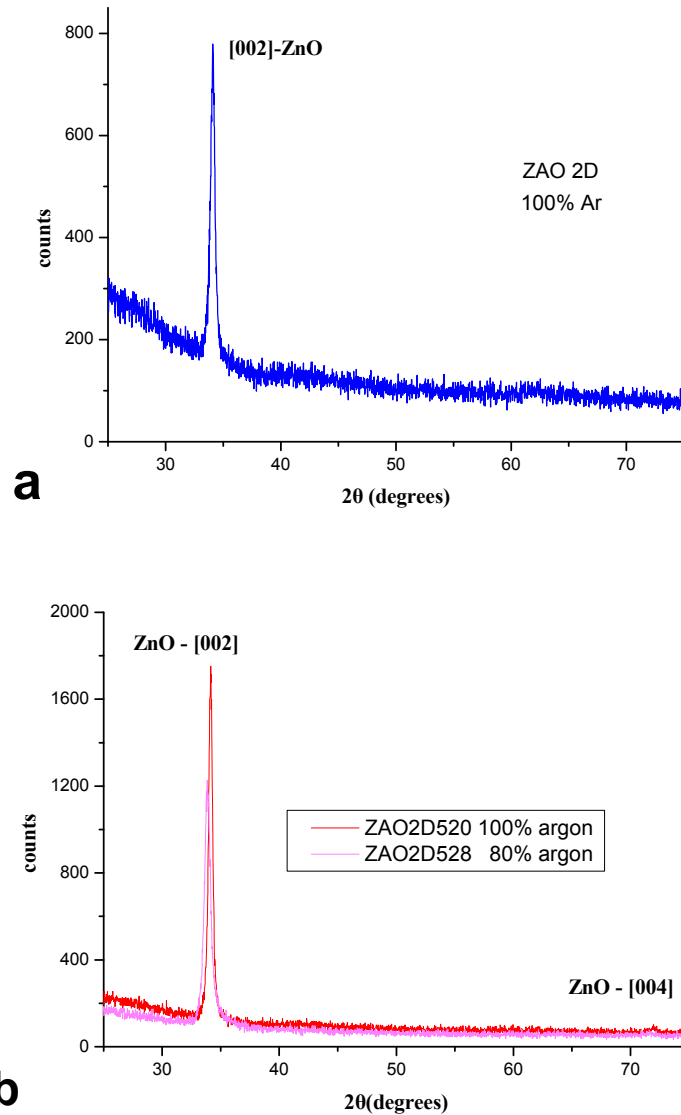 800
[002]-ZnO
600
ZAO 2D
100% Ar
counts
400
200
0
30 40 50 60 70
2θ (degrees)
a
2000
ZnO - [002]
1600
1200
counts
ZAO2D520 100% argon
ZAO2D528 80% argon
800
400
ZnO - [004]
0
30 40 50 60 70
2θ(degrees)
b